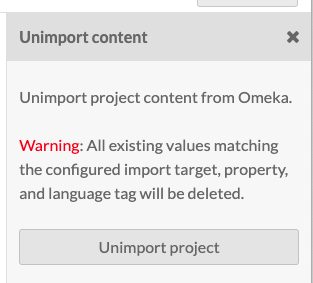 Unimport content
Unimport project content from Omeka.
Warning: All existing values matching
the configured import target, property,
and language tag will be deleted.
Unimport project